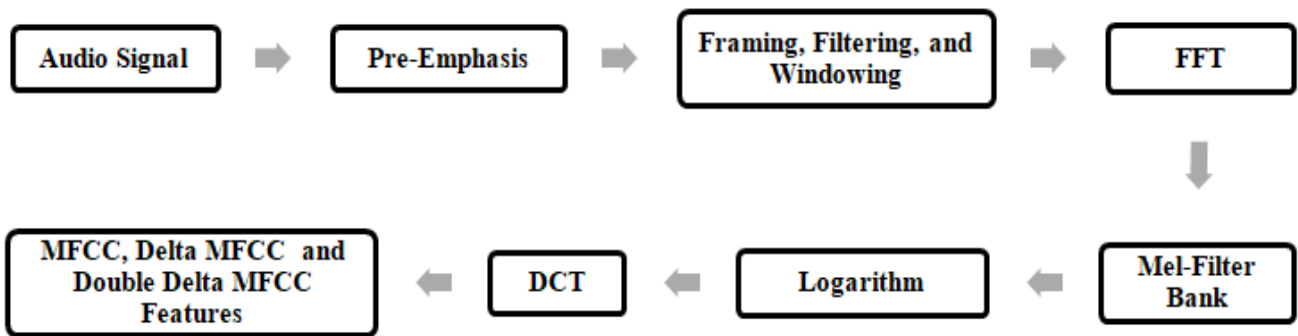 Audio Signal
Pre-Emphasis
Framing, Filtering, and
Windowing
FFT
Mel-Filter
Bank
Logarithm
DCT
MFCC, Delta MFCC and
Double Delta MFCC
Features